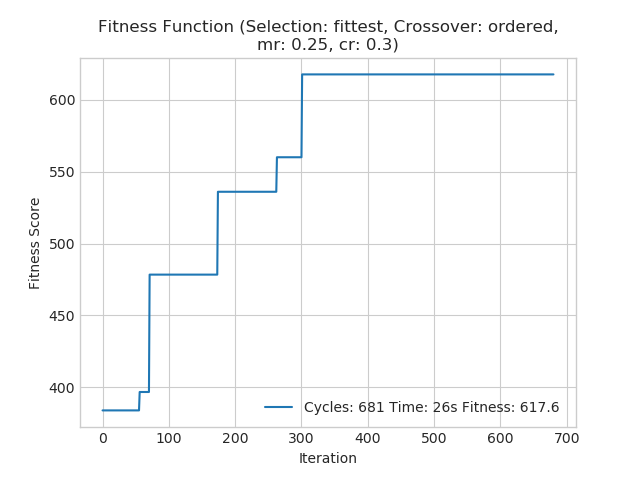 Fitness Function (Selection: fittest, Crossover: ordered,
mr: 0.25, cr: 0.3)
Fitness Score
600
550
500
450
400
Cycles: 681 Time: 26s Fitness: 617.6
0 100 200 300 400 500 600 700
Iteration